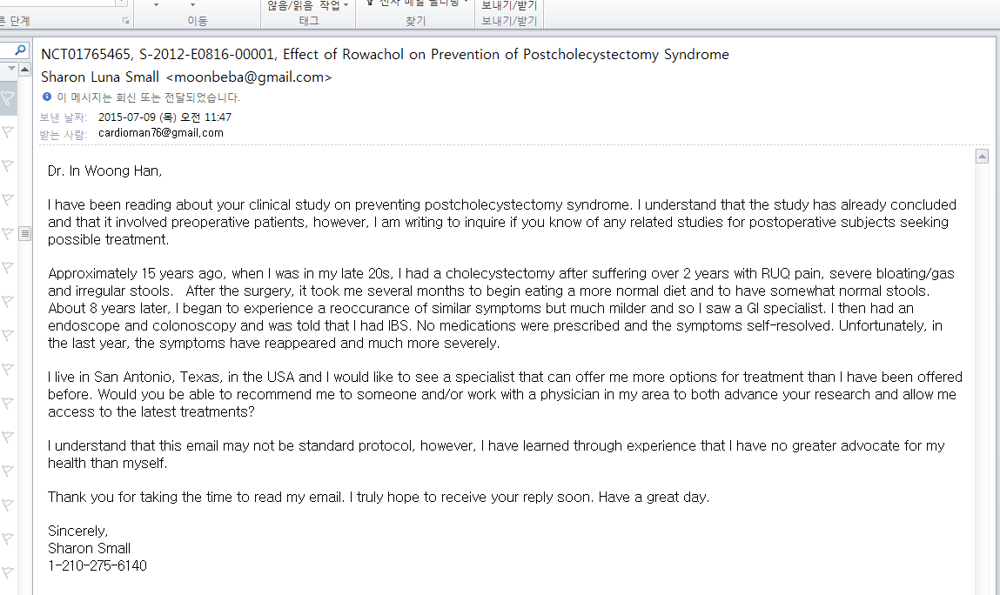 않음/읽음 작업
보내기/받기
른 단계
이동
태그
찾기
보내기/받기
NCT01765465, S-2012-E0816-00001, Effect of Rowachol on Prevention of Postcholecystectomy Syndrome
Sharon Luna Small <moonbeba@gmail.com>
이 메시지는 회신 또는 전달되었습니다.
보낸 날짜: 2015-07-09 (목) 오전 11:47
받는 사람: cardioman76@gmail.com
Dr. In Woong Han,
I have been reading about your clinical study on preventing postcholecystectomy syndrome. I understand that the study has already concluded
and that it involved preoperative patients, however, I am writing to inquire if you know of any related studies for postoperative subjects seeking
possible treatment.
Approximately 15 years ago, when I was in my late 20s, I had a cholecystectomy after suffering over 2 years with RUQ pain, severe bloating/gas
and irregular stools. After the surgery, it took me several months to begin eating a more normal diet and to have somewhat normal stools.
About 8 years later, I began to experience a reoccurance of similar symptoms but much milder and so I saw a GI specialist. I then had an
endoscope and colonoscopy and was told that I had IBS. No medications were prescribed and the symptoms self-resolved. Unfortunately, in
the last year, the symptoms have reappeared and much more severely.
I live in San Antonio, Texas, in the USA and I would like to see a specialist that can offer me more options for treatment than I have been offered
before. Would you be able to recommend me to someone and/or work with a physician in my area to both advance your research and allow me
access to the latest treatments?
I understand that this email may not be standard protocol, however, I have learned through experience that I have no greater advocate for my
health than myself.
Thank you for taking the time to read my email. I truly hope to receive your reply soon. Have a great day.
Sincerely,
Sharon Small
1-210-275-6140